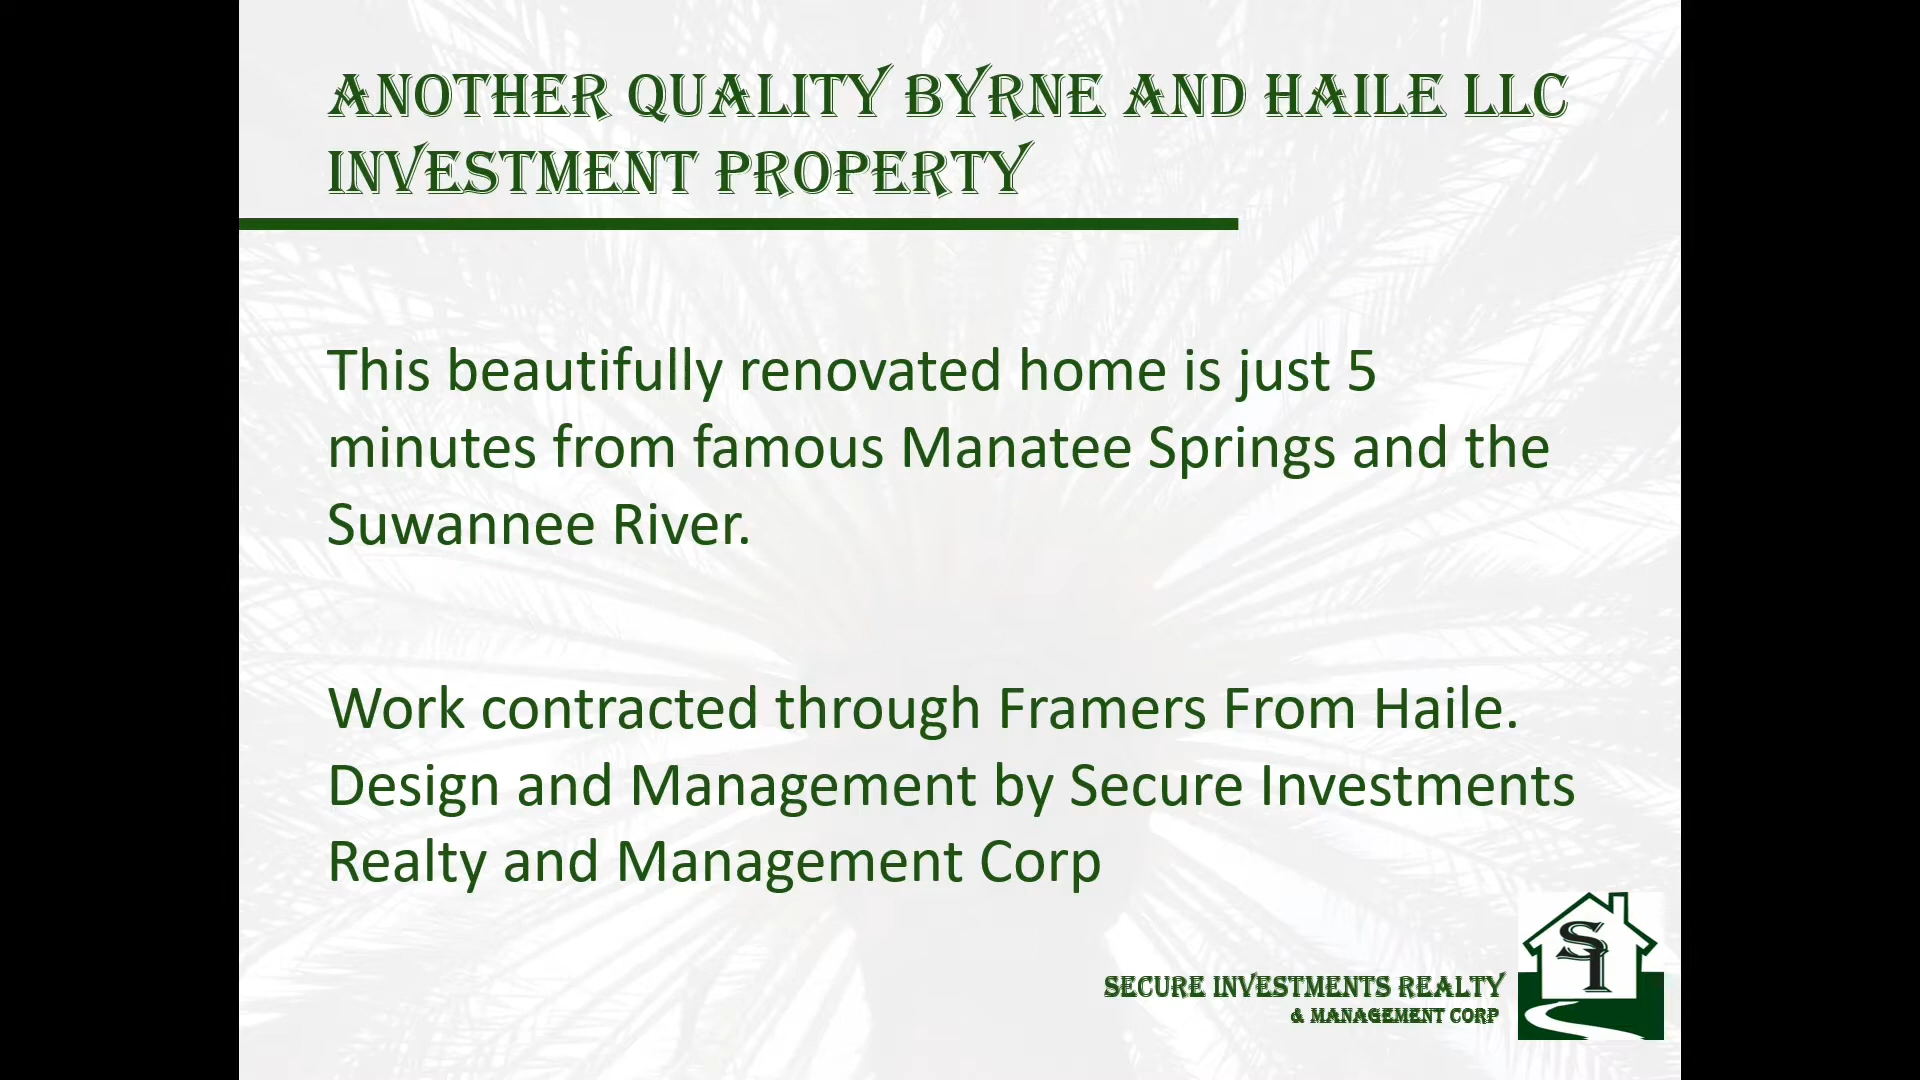 ANOTHER QUALITY BYRNE AND HAILE LLC
INVESTMENT PROPERTY
This beautifully renovated home is just 5
minutes from famous Manatee Springs and the
Suwannee River.
Work contracted through Framers From Haile.
Design and Management by Secure Investments
Realty and Management Corp
SECURE INVESTMENTS REALTY
& MANAGEMENT CORP
SI